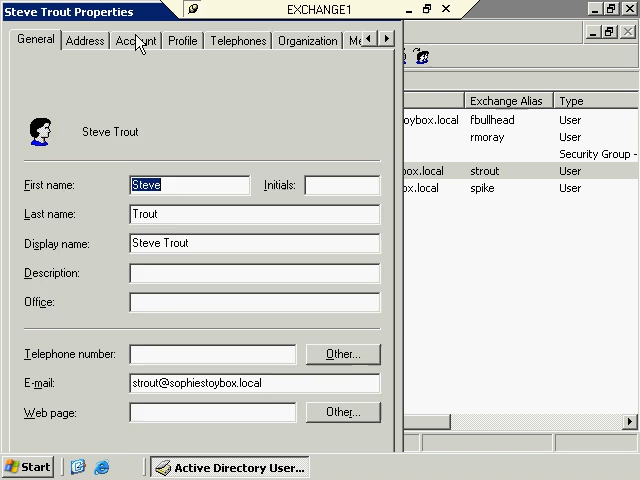 Steve Trout Properties
EXCHANGE1
General Address Account Profile Telephones Organization
Steve Trout
First name: Steve Initials:
Last name: Trout
Display name: Steve Trout
Description:
Office:
Telephone number: Other...
E-mail: strout@sophiestoybox.local
Web page: Other...
Exchange Alias Type
oybox.local fbullhead User
rmoray User
Security Group -
ox.local strout User
ox.local spike User
Start Active Directory User...